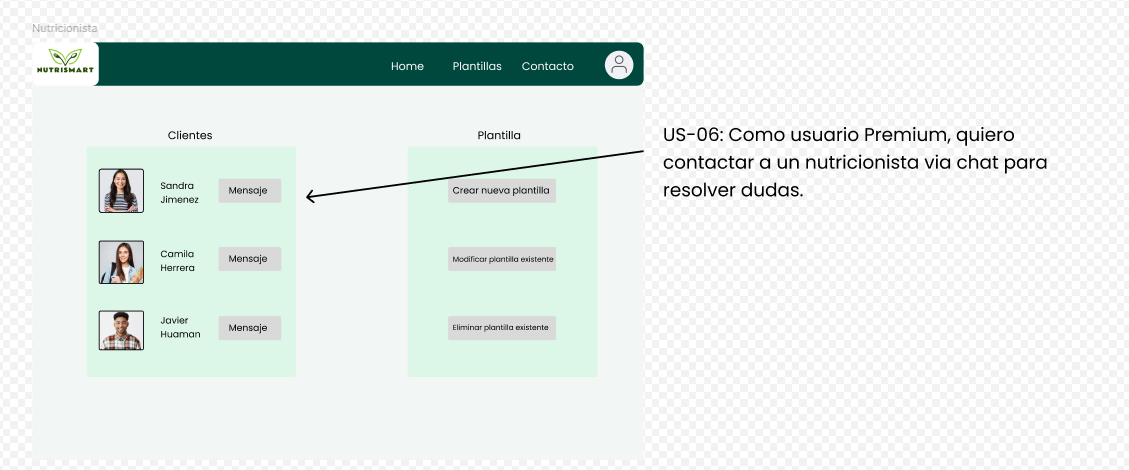 Nutricionista
NUTRISMART
Home Plantillas Contacto
Clientes
Sandra
Jimenez
Mensaje
Camila
Herrera
Mensaje
Javier
Huaman
Mensaje
Plantilla
Crear nueva plantilla
Modificar plantilla existente
Eliminar plantilla existente
US-06: Como usuario Premium, quiero
contactar a un nutricionista via chat para
resolver dudas.